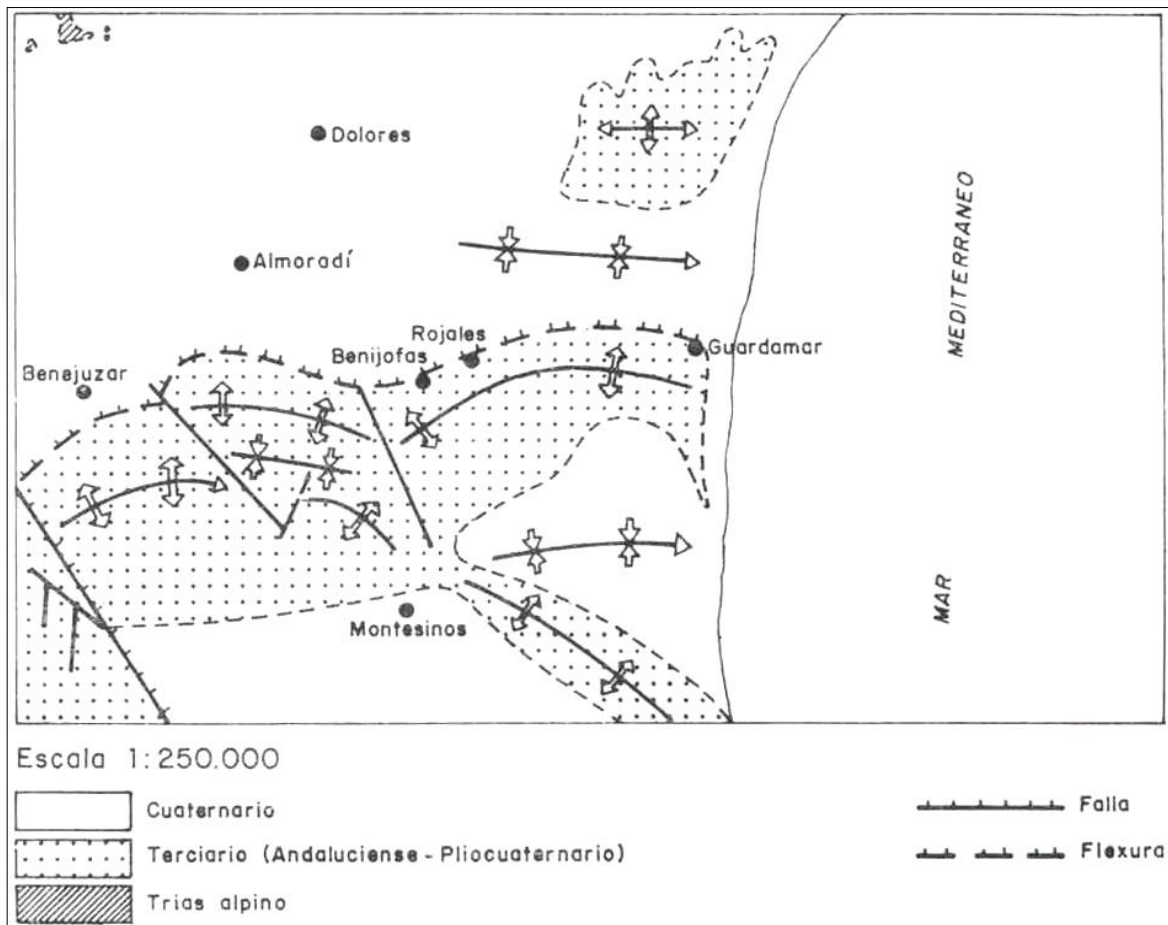 Dolores
Almoradí
Rojales
Benijofas
Guardamar
Benejuzar
Montesinos
MAR
MEDITERRANEO
Escala 1:250.000
Cuaternario
Terciario (Andaluciense - Pliocuaternario)
Trias alpino
Falla
Flexura